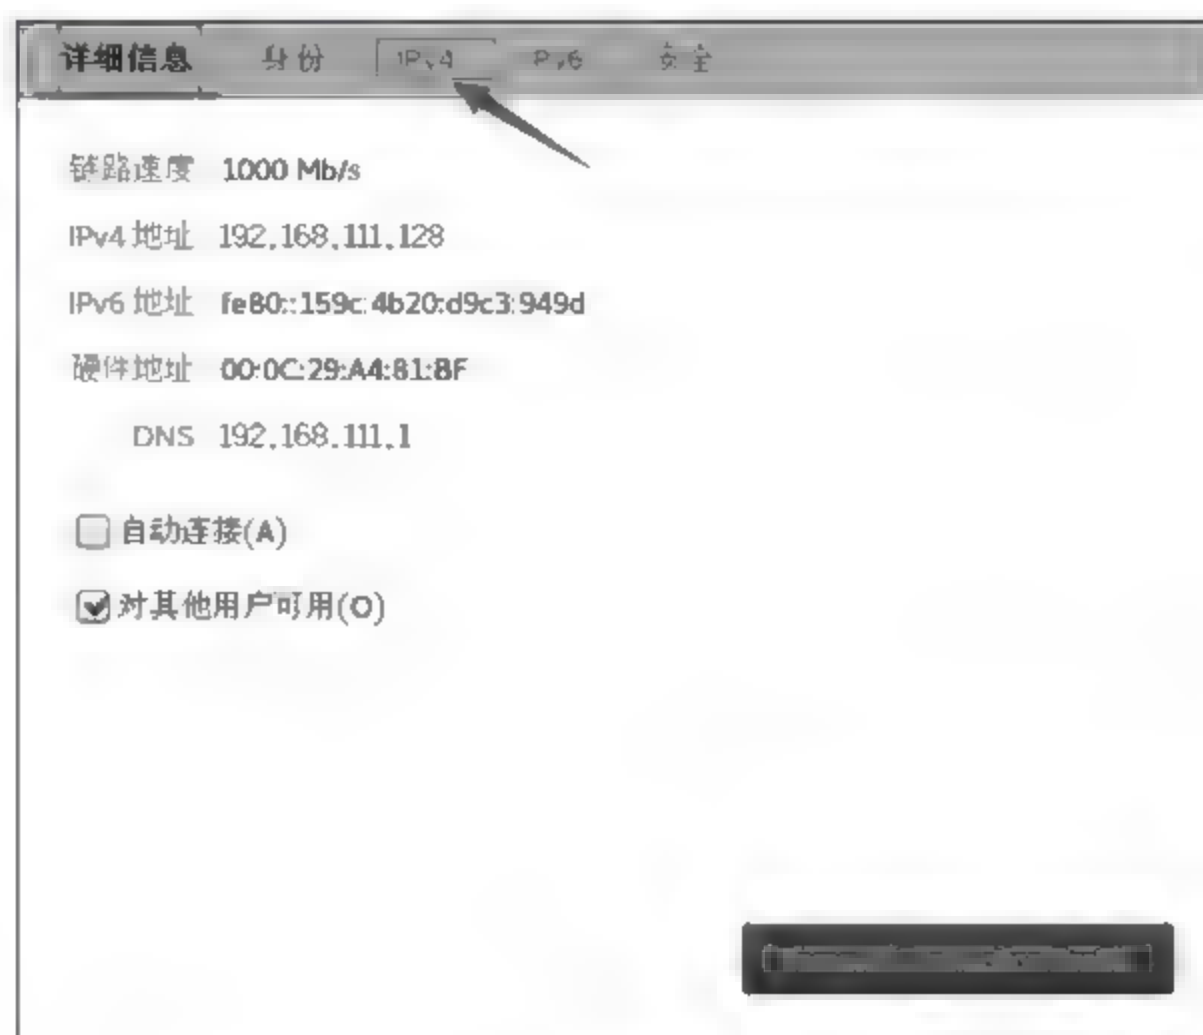 详细信息 身份 IPv4 IPv6 安全
链路速度 1000 Mb/s
IPv4 地址 192.168.111.128
IPv6 地址 fe80::159c:4b20:d9c3:949d
硬件地址 00:0C:29:A4:81:BF
DNS 192.168.111.1
自动连接(A)
对其他用户可用(O)